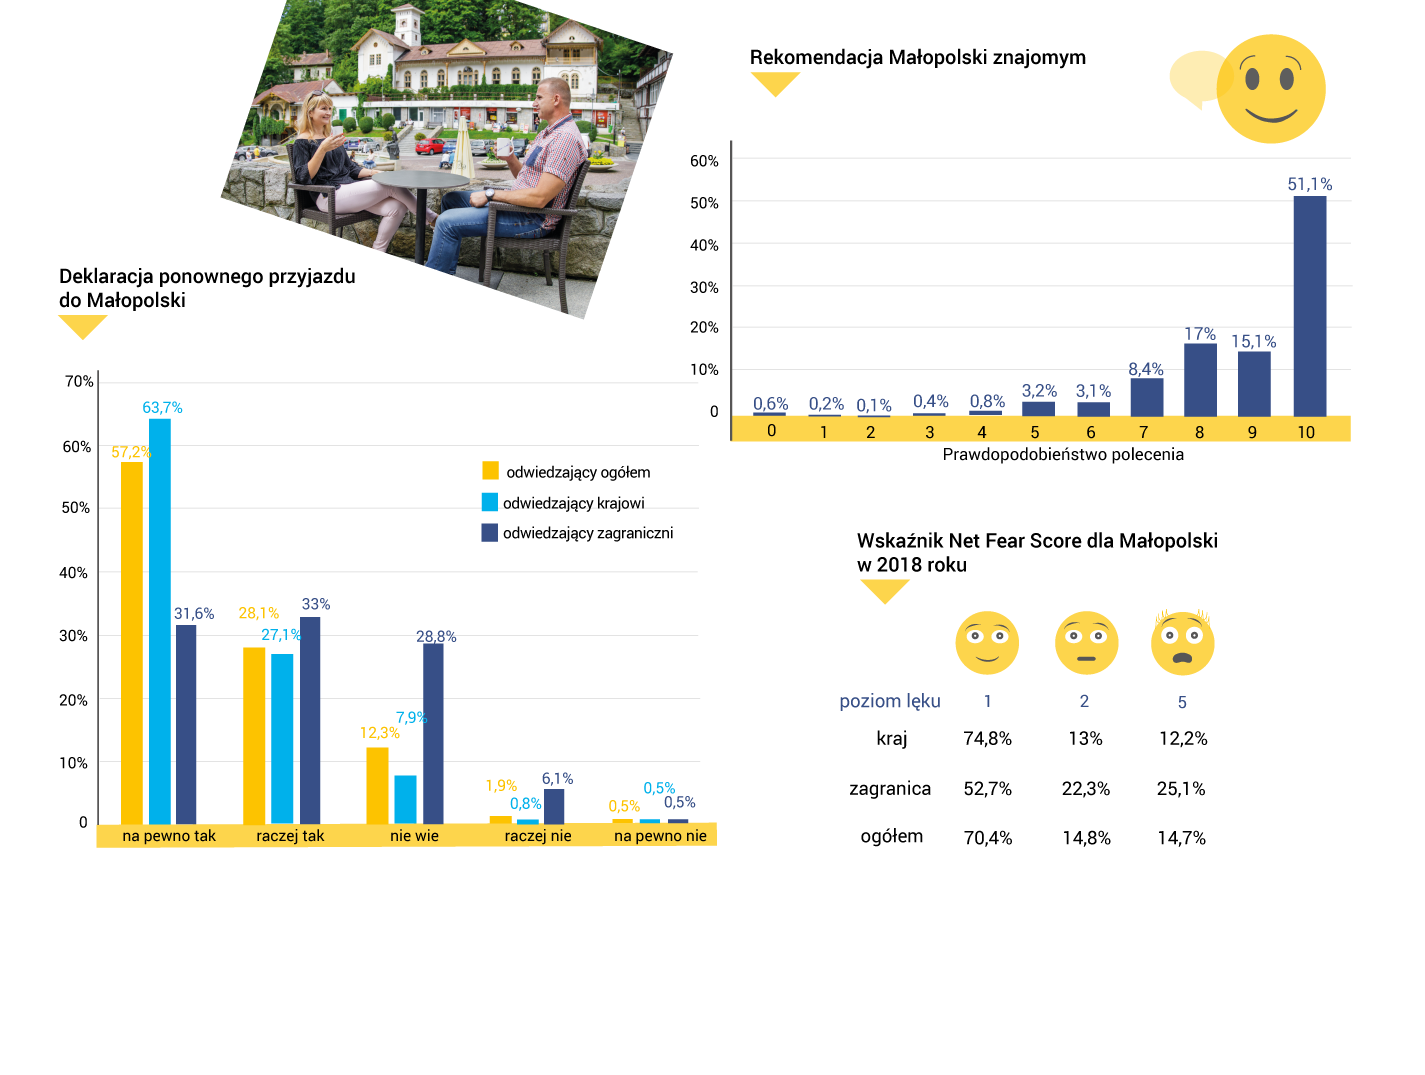 Deklaracja ponownego przyjazdu
do Małopolski
70%
60%
50%
40%
30%
20%
10%
0
57,2%
63,7%
31,6%
28,1%
27,1%
33%
12,3%
7,9%
28,8%
1,9%
0,8%
6,1%
0,5%
0,5%
0,5%
odwiedzający ogółem
odwiedzający krajowi
odwiedzający zagraniczni
na pewno tak
raczej tak
nie wie
raczej nie
na pewno nie
Rekomendacja Małopolski znajomym
60%
50%
40%
30%
20%
10%
0
0,6%
0,2%
0,1%
0,4%
0,8%
3,2%
3,1%
8,4%
17%
15,1%
51,1%
0 1 2 3 4 5 6 7 8 9 10
Prawdopodobieństwo polecenia
Wskaźnik Net Fear Score dla Małopolski
w 2018 roku
poziom lęku 1 2 5
kraj 74,8% 13% 12,2%
zagranica 52,7% 22,3% 25,1%
ogółem 70,4% 14,8% 14,7%